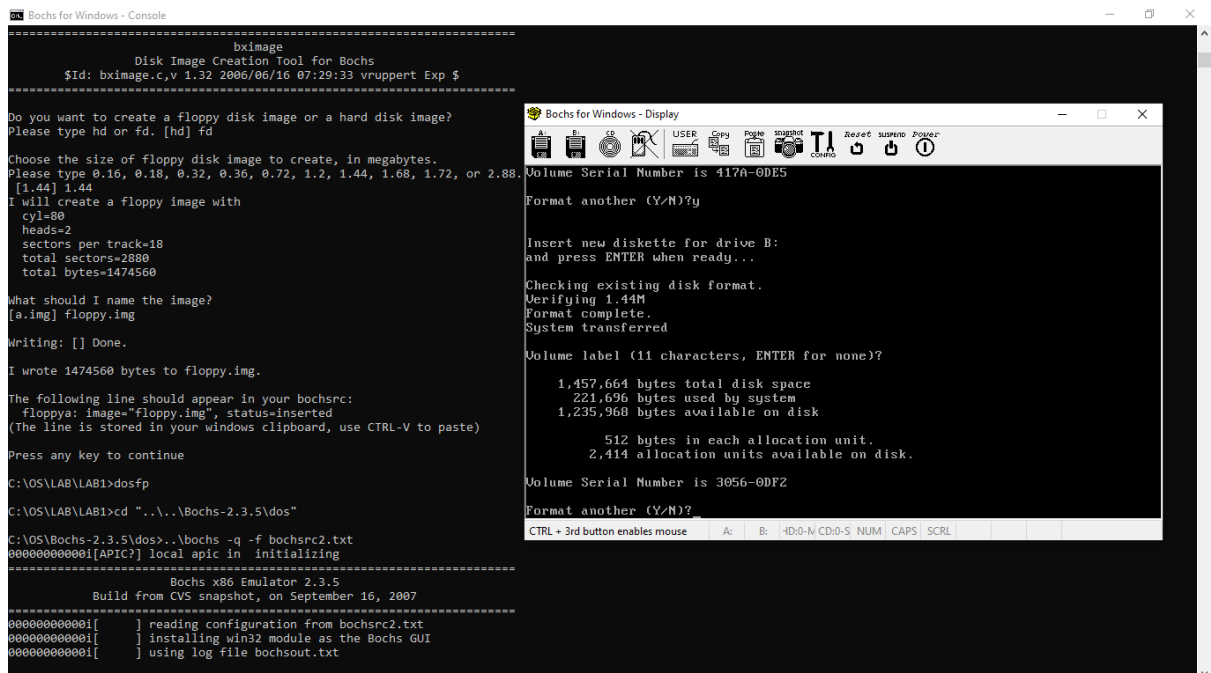 Bochs for Windows - Console
========================================================================
bximage
Disk Image Creation Tool for Bochs
$Id: bximage.c,v 1.32 2006/06/16 07:29:33 vruppert Exp $
========================================================================
Do you want to create a floppy disk image or a hard disk image?
Please type hd or fd. [hd] fd
Choose the size of floppy disk image to create, in megabytes.
Please type 0.16, 0.18, 0.32, 0.36, 0.72, 1.2, 1.44, 1.68, 1.72, or 2.88.
[1.44] 1.44
I will create a floppy image with
cyl=80
heads=2
sectors per track=18
total sectors=2880
total bytes=1474560
What should I name the image?
[a.img] floppy.img
Writing: [] Done.
I wrote 1474560 bytes to floppy.img.
The following line should appear in your bochsrc:
floppya: image="floppy.img", status=inserted
(The line is stored in your windows clipboard, use CTRL-V to paste)
Press any key to continue
C:\OS\LAB\LAB1>dosfp
C:\OS\LAB\LAB1>cd "..\..\Bochs-2.3.5\dos"
C:\OS\Bochs-2.3.5\dos>..\bochs -q -f bochsrc2.txt
00000000000i[APIC?] local apic in  initializing
========================================================================
Bochs x86 Emulator 2.3.5
Build from CVS snapshot, on September 16, 2007
========================================================================
00000000000i[     ] reading configuration from bochsrc2.txt
00000000000i[     ] installing win32 module as the Bochs GUI
00000000000i[     ] using log file bochsout.txt
Bochs for Windows - Display
A: B: CD USER Copy Paste snapshot CONFIG Reset SUSPEND Power
Volume Serial Number is 417A-0DE5
Format another (Y/N)?y
Insert new diskette for drive B:
and press ENTER when ready...
Checking existing disk format.
Verifying 1.44M
Format complete.
System transferred
Volume label (11 characters, ENTER for none)?
1,457,664 bytes total disk space
221,696 bytes used by system
1,235,968 bytes available on disk
512 bytes in each allocation unit.
2,414 allocation units available on disk.
Volume Serial Number is 3056-0DF2
Format another (Y/N)?_
CTRL + 3rd button enables mouse A: B: HD:0-M CD:0-S NUM CAPS SCRL